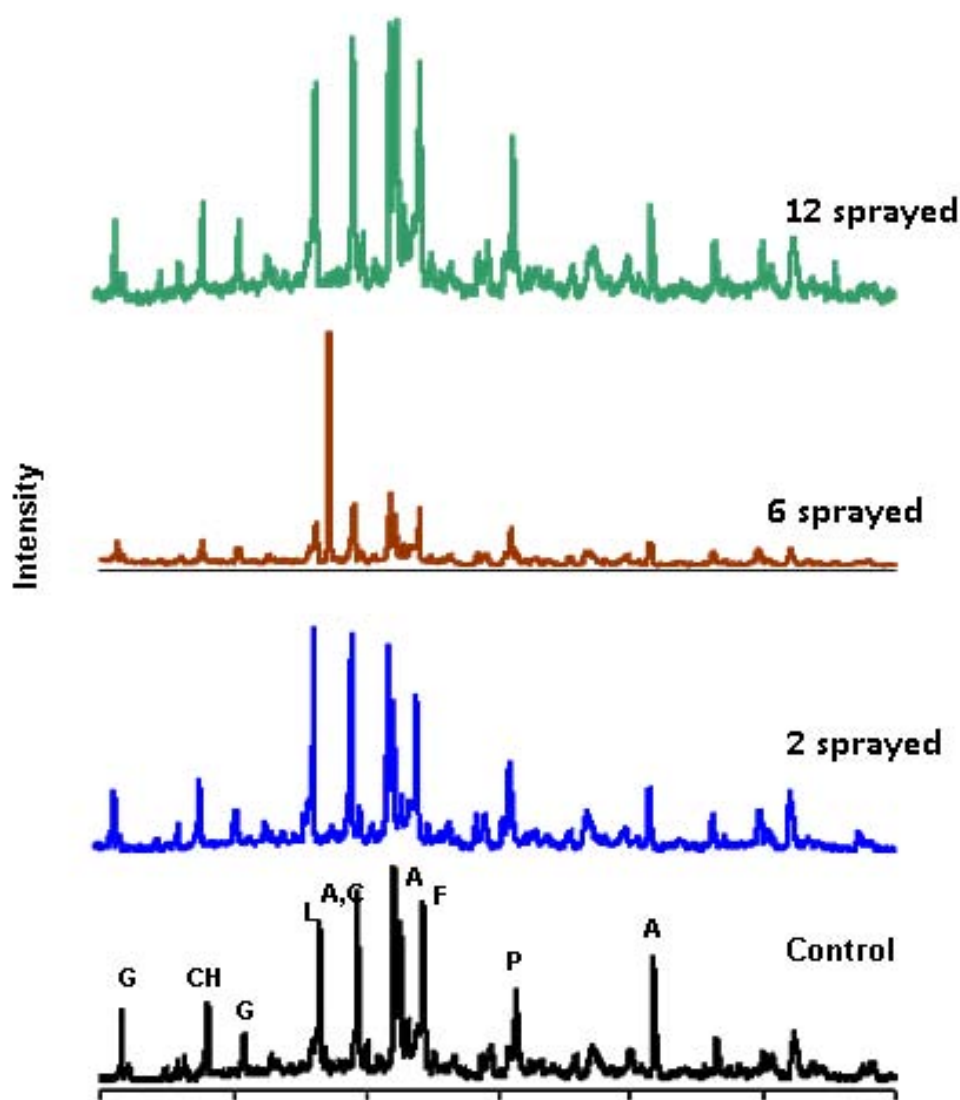 12 sprayed
6 sprayed
Intensity
2 sprayed
A
A,C
F
L
A
Control
P
G
CH
G